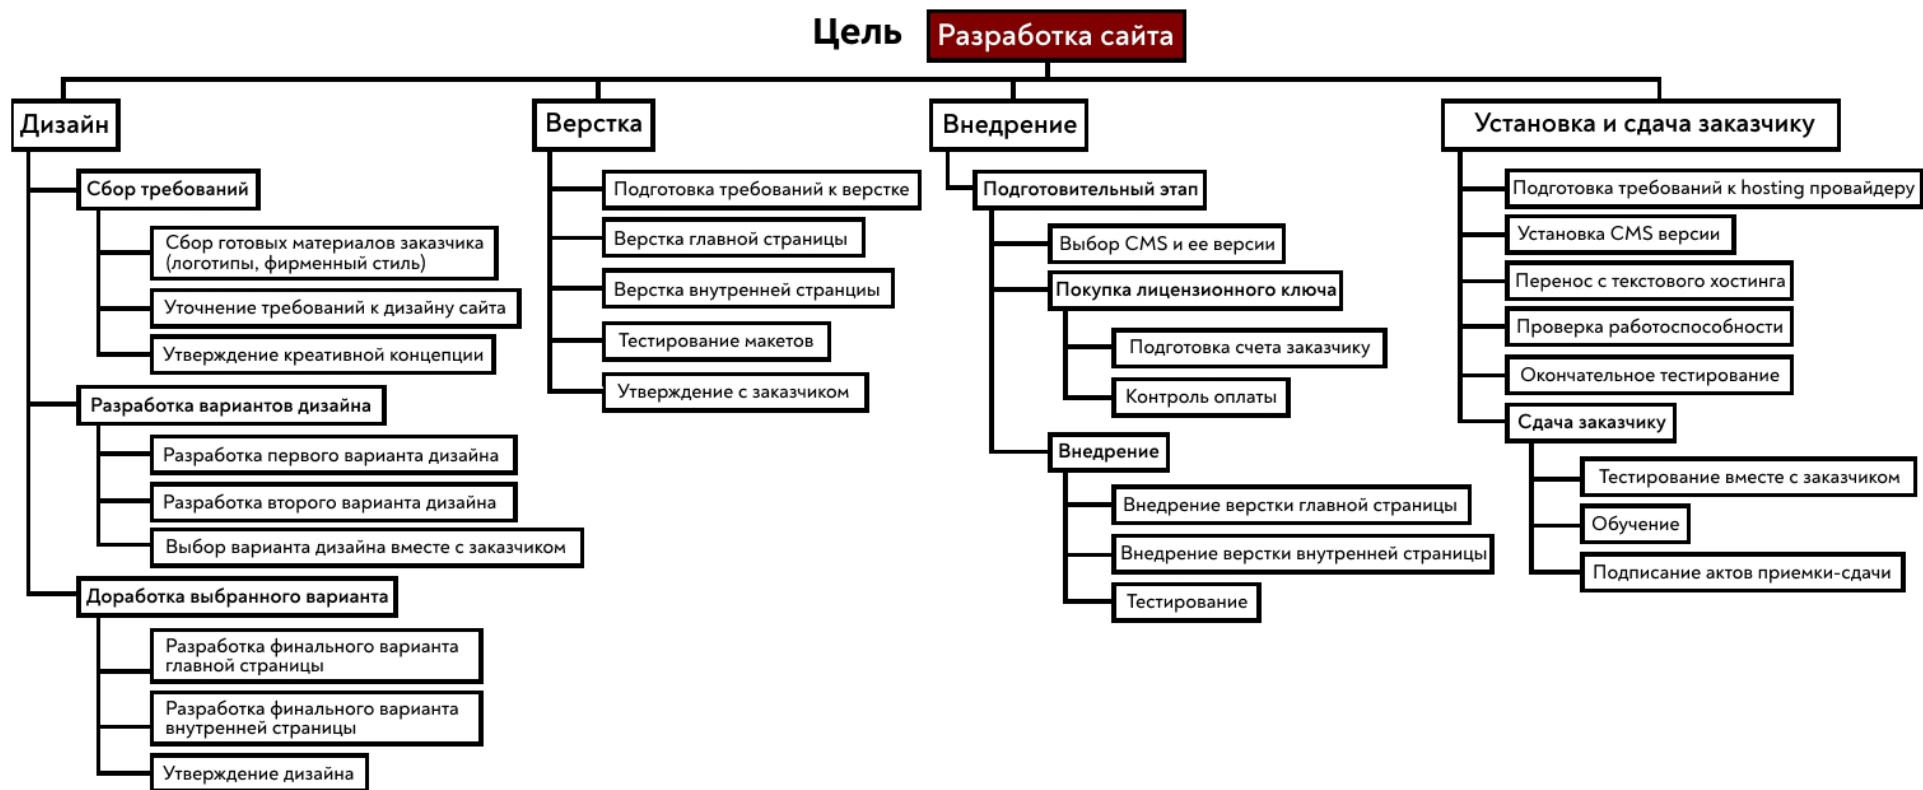 Цель
Разработка сайта
Дизайн
Сбор требований
Сбор готовых материалов заказчика
(логотипы, фирменный стиль)
Уточнение требований к дизайну сайта
Утверждение креативной концепции
Разработка вариантов дизайна
Разработка первого варианта дизайна
Разработка второго варианта дизайна
Выбор варианта дизайна вместе с заказчиком
Доработка выбранного варианта
Разработка финального варианта
главной страницы
Разработка финального варианта
внутренней страницы
Утверждение дизайна
Верстка
Подготовка требований к верстке
Верстка главной страницы
Верстка внутренней странциы
Тестирование макетов
Утверждение с заказчиком
Внедрение
Подготовительный этап
Выбор CMS и ее версии
Покупка лицензионного ключа
Подготовка счета заказчику
Контроль оплаты
Внедрение
Внедрение верстки главной страницы
Внедрение верстки внутренней страницы
Тестирование
Установка и сдача заказчику
Подготовка требований к hosting провайдеру
Установка CMS версии
Перенос с текстового хостинга
Проверка работоспособности
Окончательное тестирование
Сдача заказчику
Тестирование вместе с заказчиком
Обучение
Подписание актов приемки-сдачи